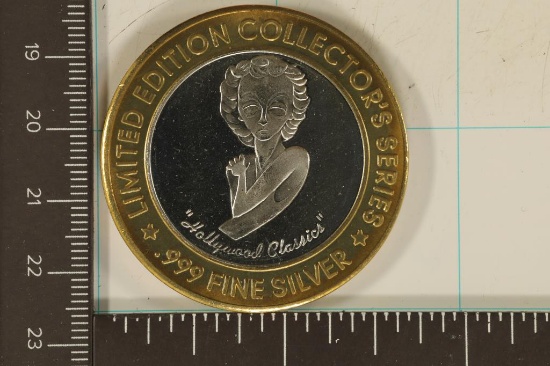 LIMITED EDITION COLLECTOR'S SERIES
"Hollywood Classics"
.999 FINE SILVER
19
20
21
22
23